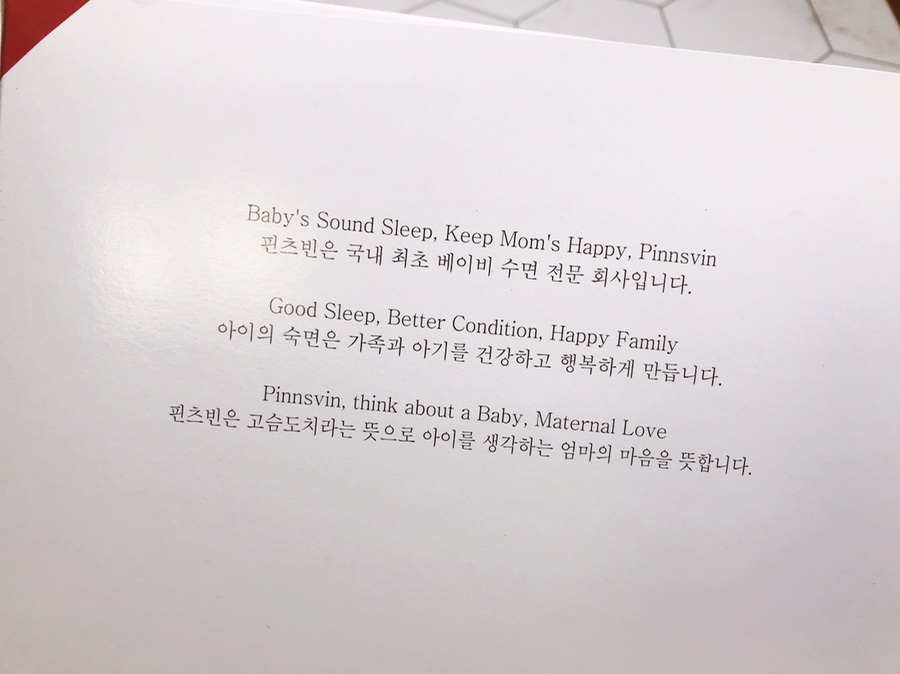 Baby's Sound Sleep, Keep Mom's Happy, Pinnsvin
핀츠빈은 국내 최초 베이비 수면 전문 회사입니다.
Good Sleep, Better Condition, Happy Family
아이의 숙면은 가족과 아기를 건강하고 행복하게 만듭니다.
Pinnsvin, think about a Baby, Maternal Love
핀츠빈은 고슴도치라는 뜻으로 아이를 생각하는 엄마의 마음을 뜻합니다.